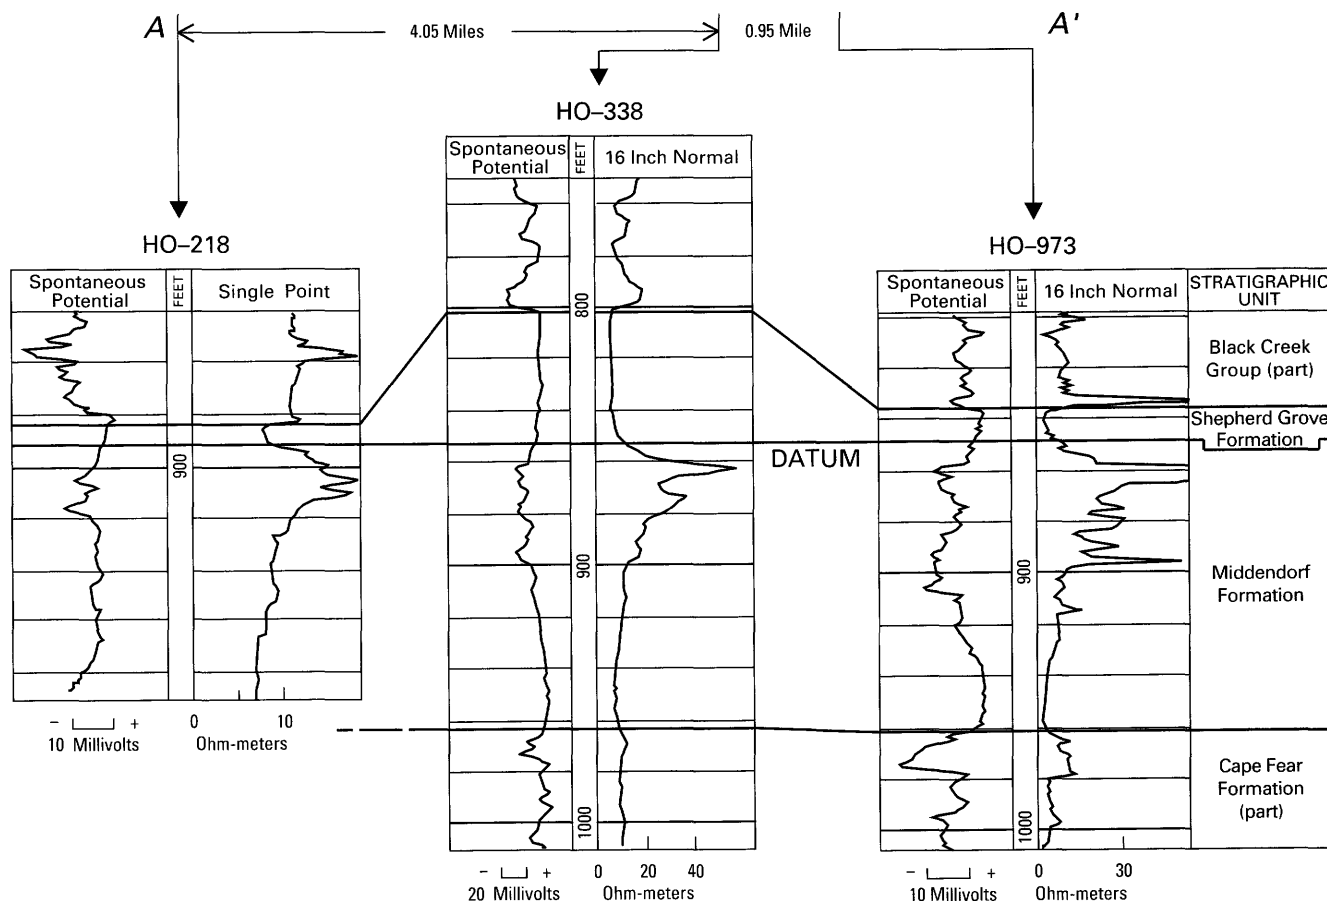 A
4.05 Miles
0.95 Mile
A'
HO–338
Spontaneous
Potential
FEET
16 Inch Normal
800
900
1000
– +
20 Millivolts
0 20 40
Ohm-meters
HO–218
Spontaneous
Potential
FEET
Single Point
900
– +
10 Millivolts
0 10
Ohm-meters
DATUM
HO–973
Spontaneous
Potential
FEET
16 Inch Normal
STRATIGRAPHIC
UNIT
900
1000
– +
10 Millivolts
0 30
Ohm-meters
Black Creek
Group (part)
Shepherd Grove
Formation
Middendorf
Formation
Cape Fear
Formation
(part)